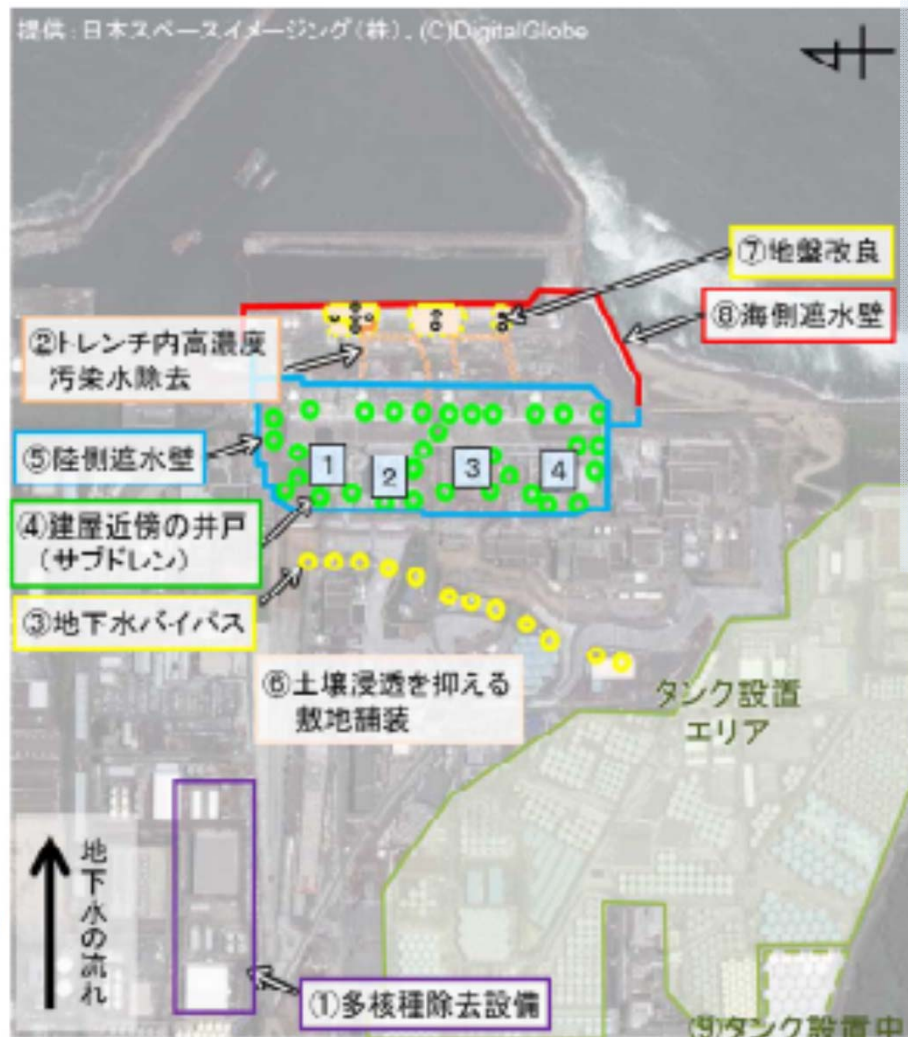 提供:日本スペースイメージング(株)、(C)DigitalGlobe
⑦地盤改良
⑧海側遮水壁
②トレンチ内高濃度
汚染水除去
⑤陸側遮水壁
1
2
3
4
④建屋近傍の井戸
(サブドレン)
③地下水バイパス
⑥土壌浸透を抑える
敷地舗装
タンク設置
エリア
地下水の流れ
①多核種除去設備
(9)タンク設置中